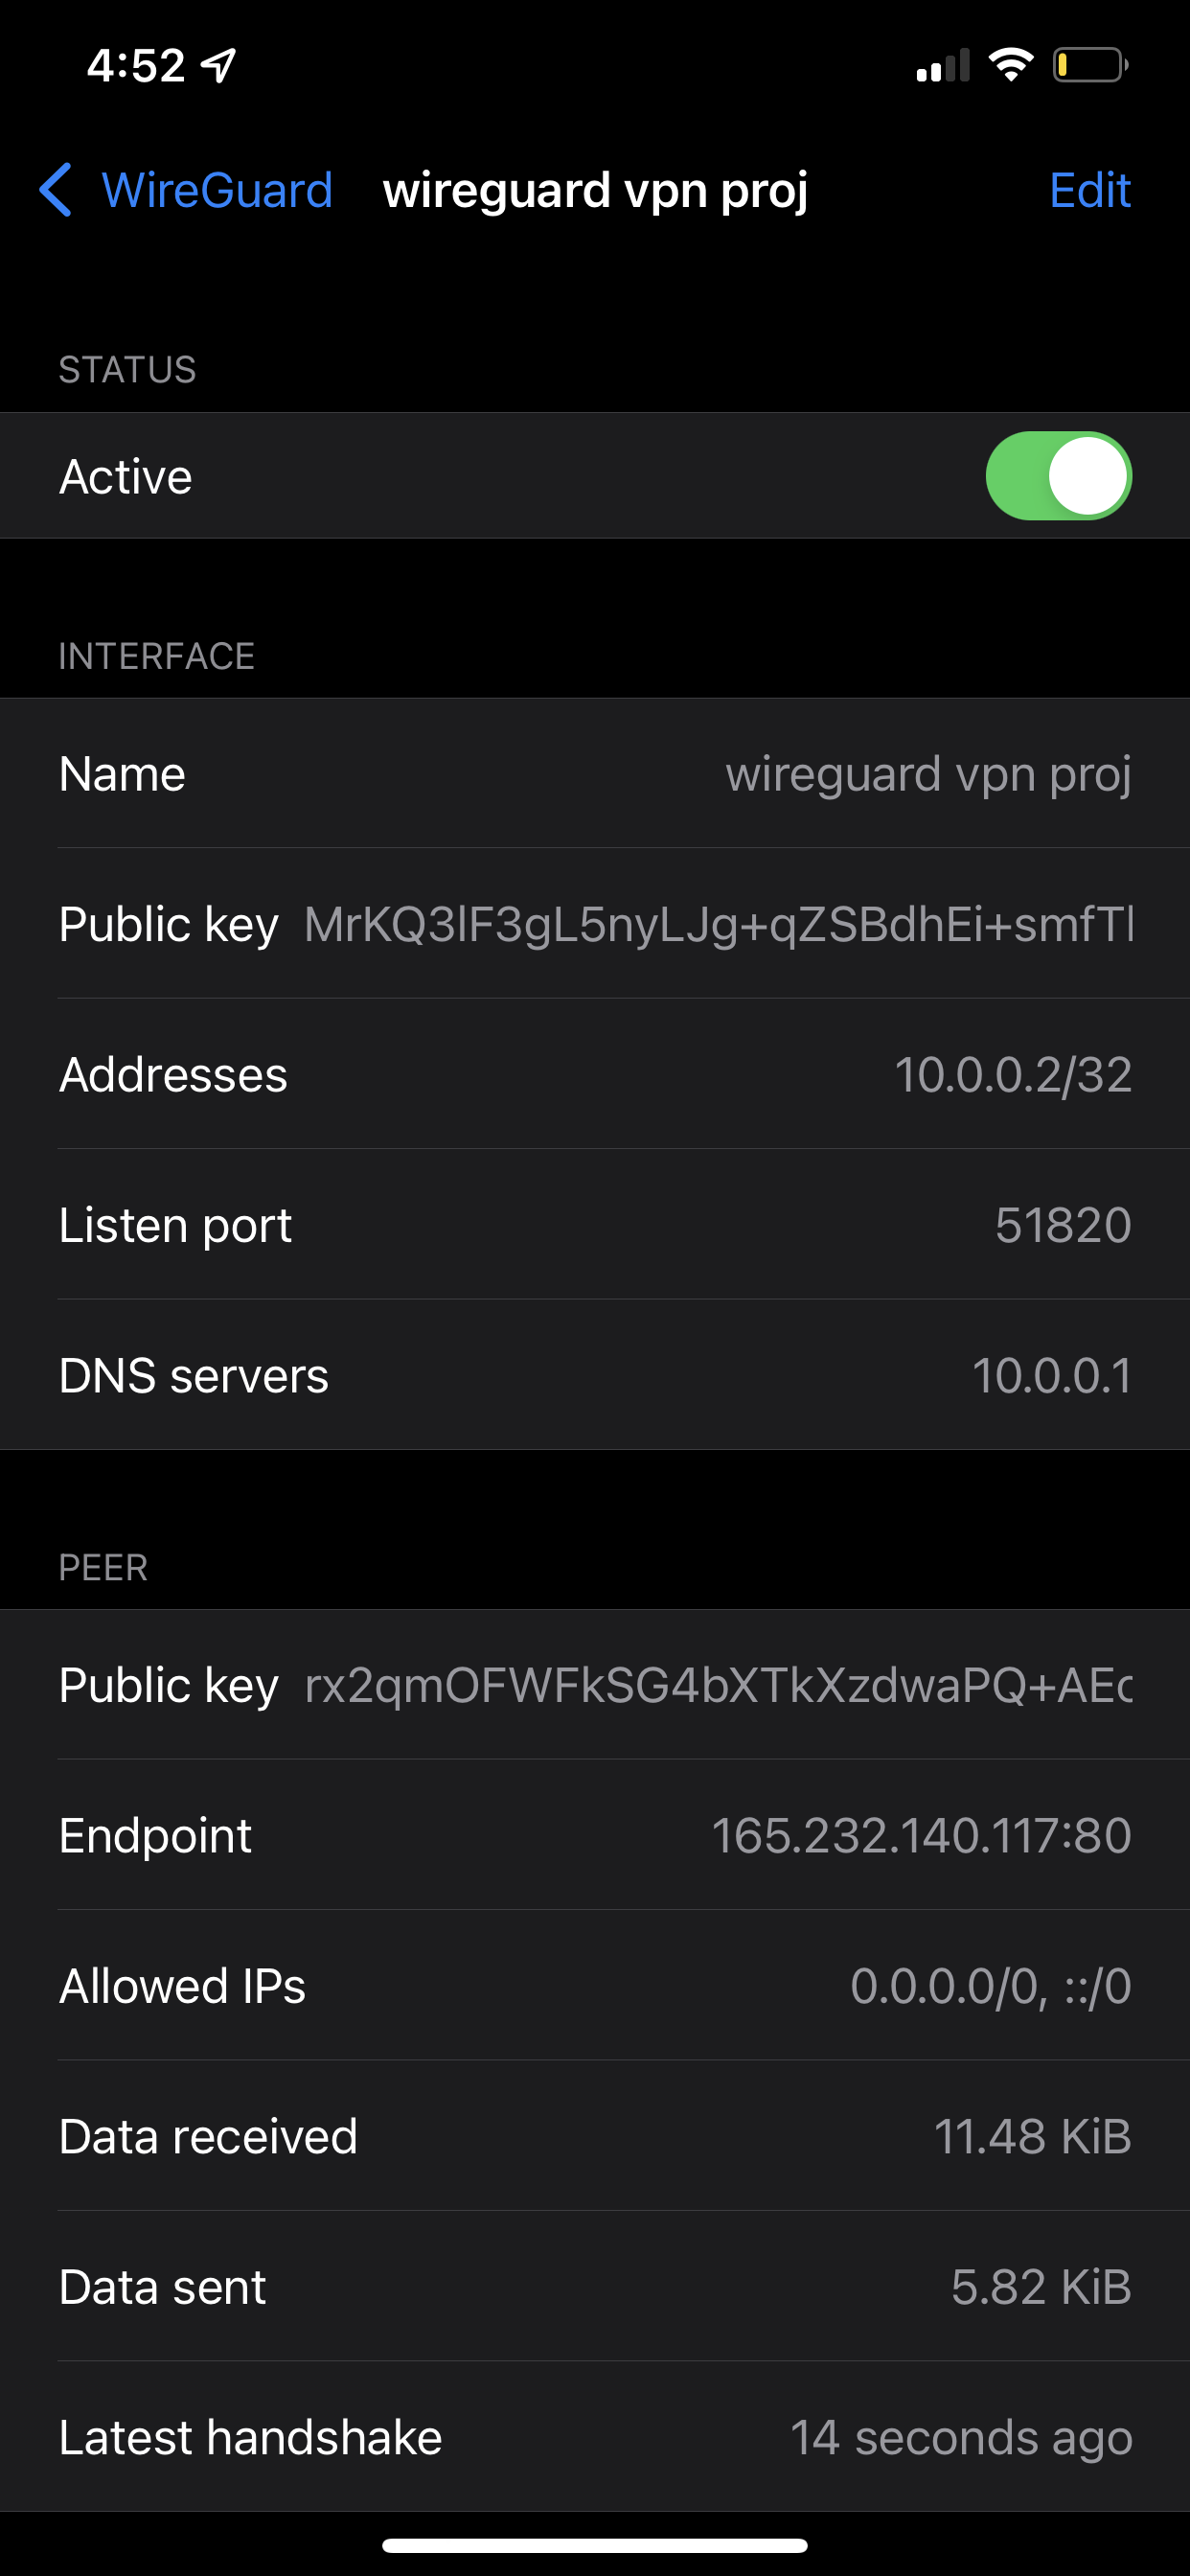 4:52
WireGuard wireguard vpn proj Edit
STATUS
Active
INTERFACE
Name wireguard vpn proj
Public key MrKQ3lF3gL5nyLJg+qZSBdhEi+smfTl
Addresses 10.0.0.2/32
Listen port 51820
DNS servers 10.0.0.1
PEER
Public key rx2qmOFWFkSG4bXTkXzdwaPQ+AEc
Endpoint 165.232.140.117:80
Allowed IPs 0.0.0.0/0, ::/0
Data received 11.48 KiB
Data sent 5.82 KiB
Latest handshake 14 seconds ago